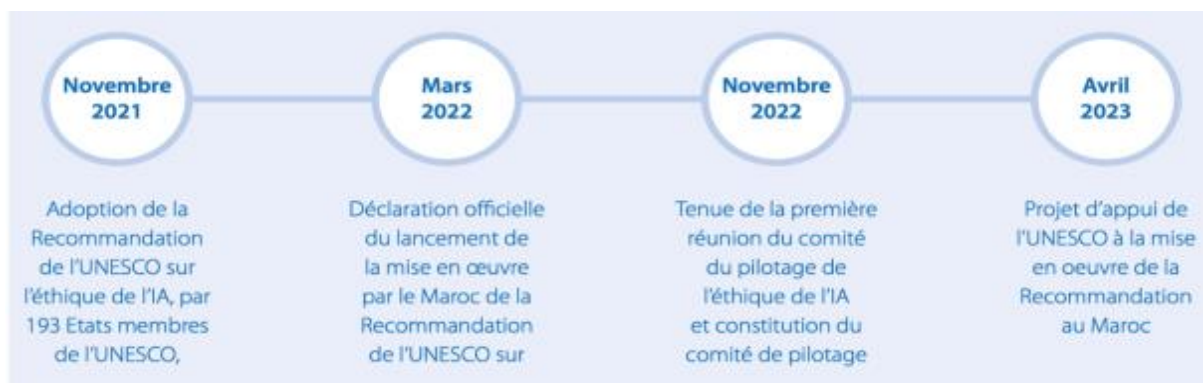 Novembre
2021
Adoption de la
Recommandation
de l'UNESCO sur
l'éthique de l'IA, par
193 Etats membres
de l'UNESCO,
Mars
2022
Déclaration officielle
du lancement de
la mise en œuvre
par le Maroc de la
Recommandation
de l'UNESCO sur
Novembre
2022
Tenue de la première
réunion du comité
du pilotage de
l'éthique de l'IA
et constitution du
comité de pilotage
Avril
2023
Projet d'appui de
l'UNESCO à la mise
en oeuvre de la
Recommandation
au Maroc